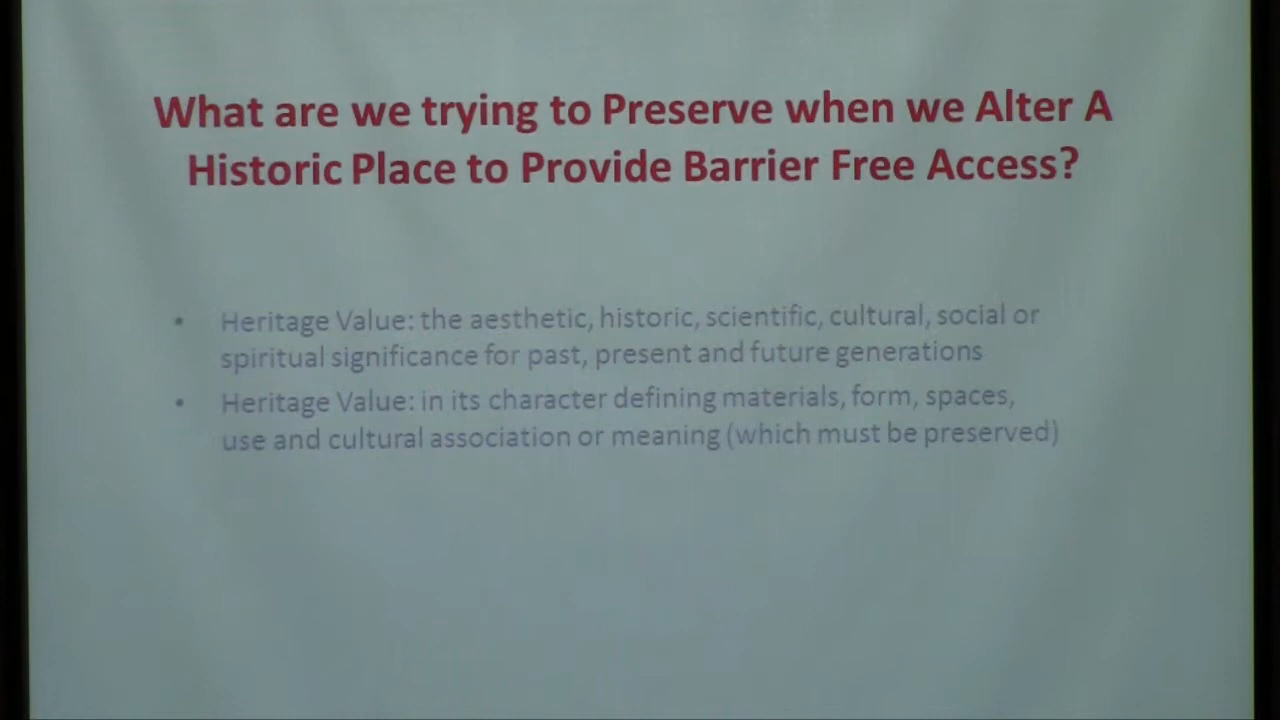 What are we trying to Preserve when we Alter A
Historic Place to Provide Barrier Free Access?
• Heritage Value: the aesthetic, historic, scientific, cultural, social or
spiritual significance for past, present and future generations
• Heritage Value: in its character defining materials, form, spaces,
use and cultural association or meaning (which must be preserved)